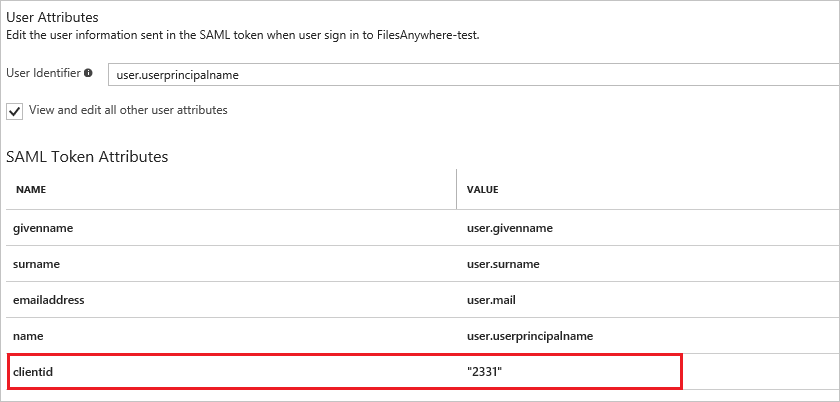 User Attributes
Edit the user information sent in the SAML token when user sign in to FilesAnywhere-test.
User Identifier user.userprincipalname
View and edit all other user attributes
SAML Token Attributes
NAME VALUE
givenname user.givenname
surname user.surname
emailaddress user.mail
name user.userprincipalname
clientid "2331"